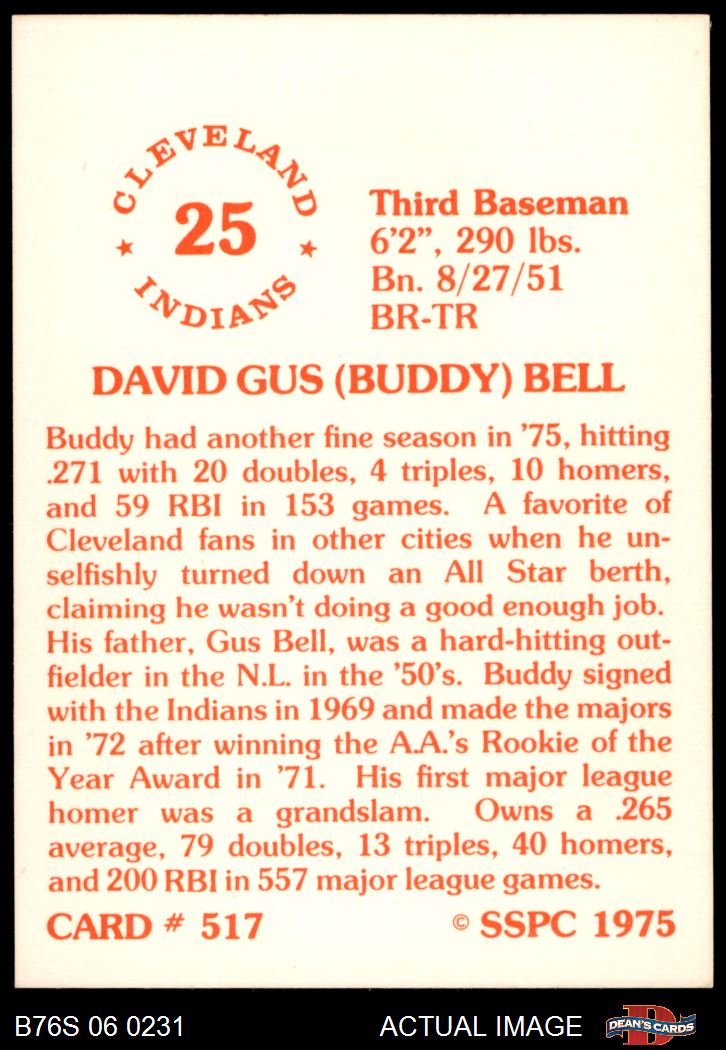 CLEVELAND
25
INDIANS
Third Baseman
6'2", 290 lbs.
Bn. 8/27/51
BR-TR
DAVID GUS (BUDDY) BELL
Buddy had another fine season in '75, hitting
.271 with 20 doubles, 4 triples, 10 homers,
and 59 RBI in 153 games. A favorite of
Cleveland fans in other cities when he un-
selfishly turned down an All Star berth,
claiming he wasn't doing a good enough job.
His father, Gus Bell, was a hard-hitting out-
fielder in the N.L. in the '50's. Buddy signed
with the Indians in 1969 and made the majors
in '72 after winning the A.A.'s Rookie of the
Year Award in '71. His first major league
homer was a grandslam. Owns a .265
average, 79 doubles, 13 triples, 40 homers,
and 200 RBI in 557 major league games.
CARD # 517 © SSPC 1975
B76S 06 0231 ACTUAL IMAGE D DEAN'S CARDS